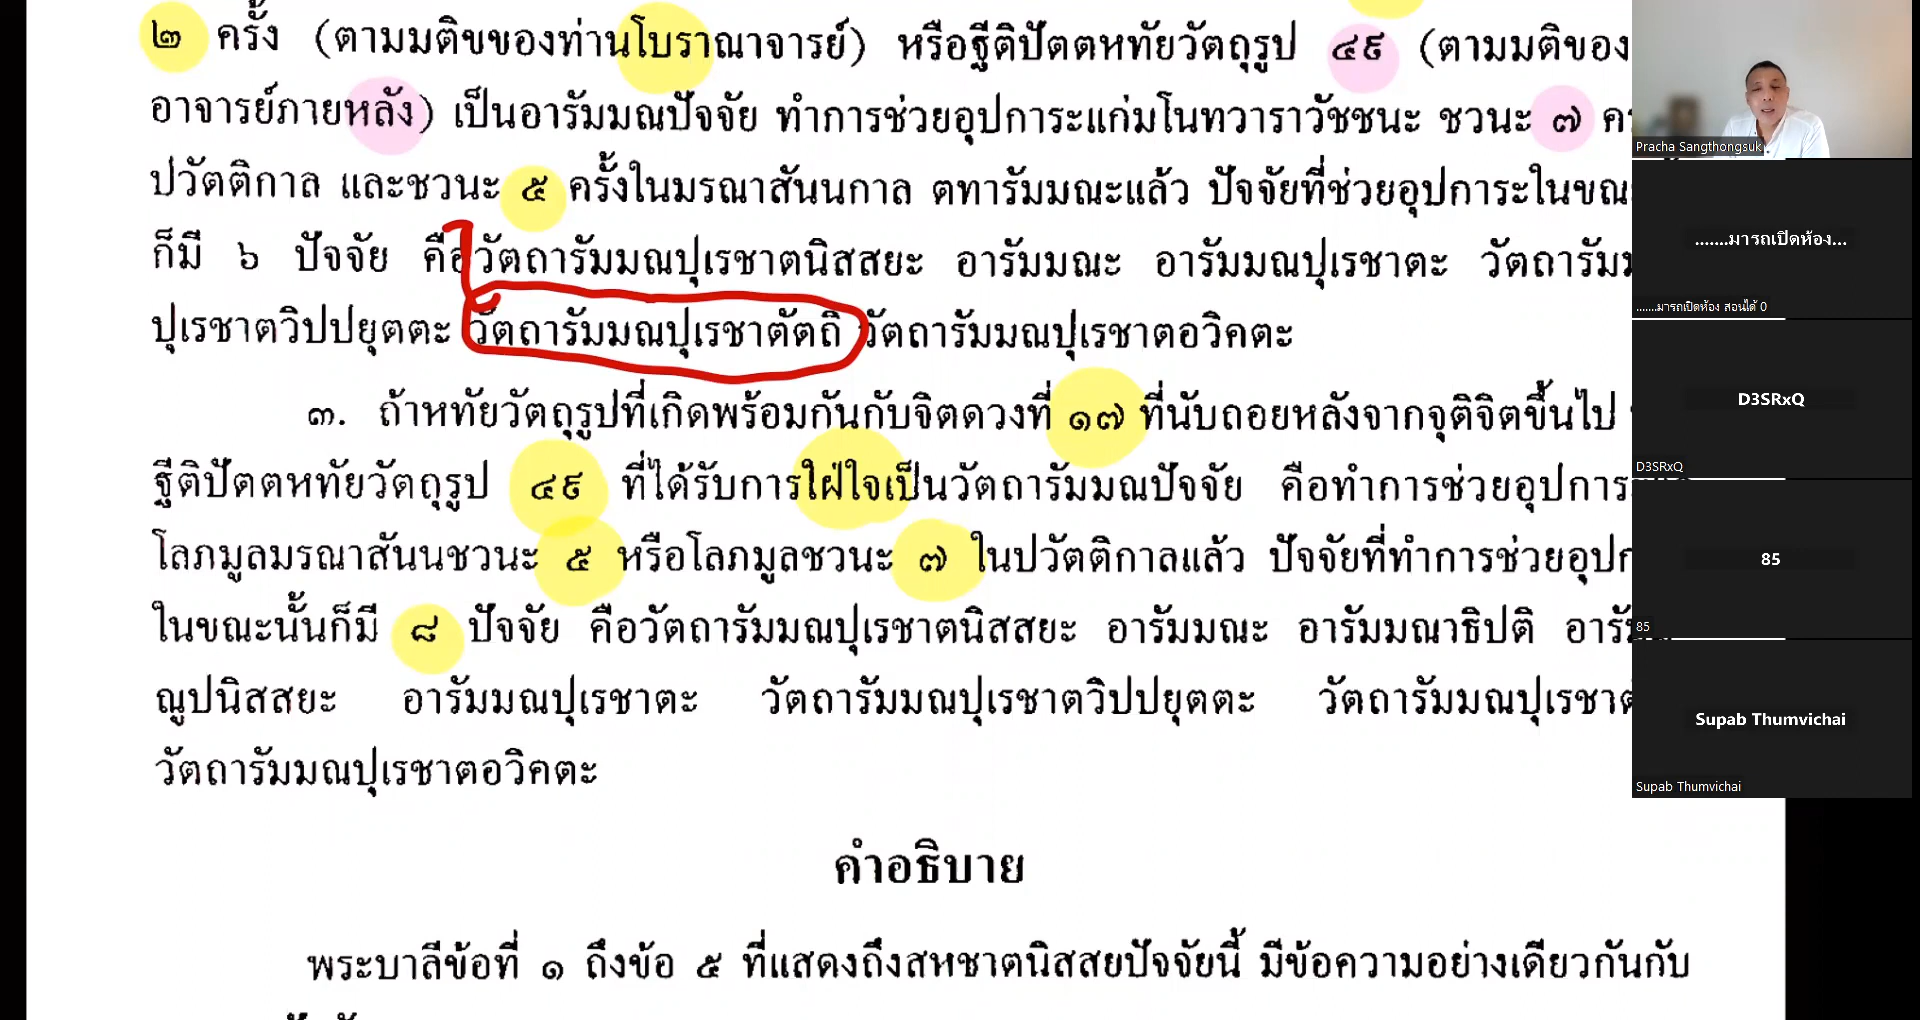 ๒ ครั้ง (ตามมติขของท่านโบราณาจารย์) หรือฐีติปัตตหทัยวัตถุรูป ๔๙ (ตามมติของ
อาจารย์ภายหลัง) เป็นอารัมมณปัจจัย ทำการช่วยอุปการะแก่มโนทวาราวัชชนะ ชวนะ ๗
ปวัตติกาล และชวนะ ๕ ครั้งในมรณาสันนกาล ตทารัมมณะแล้ว ปัจจัยที่ช่วยอุปการะในขณะ
ก็มี ๖ ปัจจัย คือวัตถารัมมณปุเรชาตนิสสยะ อารัมมณะ อารัมมณปุเรชาตะ
ปุเรชาตวิปปยุตตะ วัตถารัมมณปุเรชาตัตถิ วัตถารัมมณปุเรชาตอวิคตะ
๓. ถ้าหทัยวัตถุรูปที่เกิดพร้อมกันกับจิตดวงที่ ๑๗ ที่นับถอยหลังจากจุติจิตขึ้นไป
ฐีติปัตตหทัยวัตถุรูป ๔๙ ที่ได้รับการใฝ่ใจเป็นวัตถารัมมณปัจจัย คือทำการช่วยอุปการ
โลภมูลมรณาสันนชวนะ ๕ หรือโลภมูลชวนะ ๗ ในปวัตติกาลแล้ว ปัจจัยที่ทำการช่วยอุป
ในขณะนั้นก็มี ๘ ปัจจัย คือวัตถารัมมณปุเรชาตนิสสยะ อารัมมณะ อารัมมณาธิปติ
ณูปนิสสยะ อารัมมณปุเรชาตะ วัตถารัมมณปุเรชาตวิปปยุตตะ วัตถารัมมณปุเรชา
วัตถารัมมณปุเรชาตอวิคตะ
คำอธิบาย
พระบาลีข้อที่ ๑ ถึงข้อ ๕ ที่แสดงถึงสหชาตนิสสยปัจจัยนี้ มีข้อความอย่างเดียวกันกับ
Pracha Sangthongsuk
.......มารถเปิดห้อง...
.......มารถเปิดห้อง สอนได้ 0
D3SRxQ
D3SRxQ
85
85
Supab Thumvichai
Supab Thumvichai